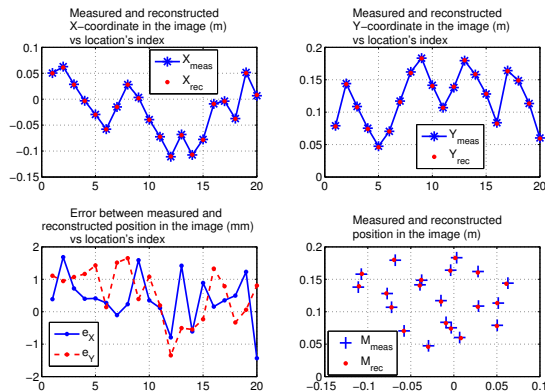 Measured and reconstructed
X-coordinate in the image (m)
vs location's index
0.1
0.05
0
-0.05
-0.1
-0.15
0 5 10 15 20
X_meas
X_rec
Measured and reconstructed
Y-coordinate in the image (m)
vs location's index
0.2
0.15
0.1
0.05
0
0 5 10 15 20
Y_meas
Y_rec
Error between measured and
reconstructed position in the image (mm)
vs location's index
2
1
0
-1
-2
0 5 10 15 20
e_X
e_Y
Measured and reconstructed
position in the image (m)
0.2
0.15
0.1
0.05
0
-0.15 -0.1 -0.05 0 0.05 0.1
M_meas
M_rec